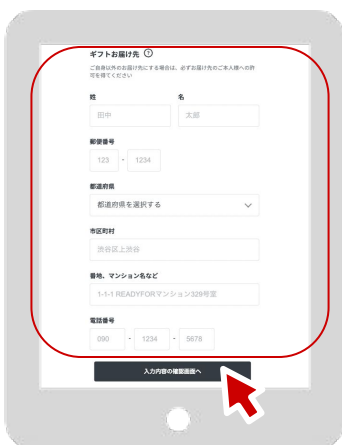 ギフトお届け先 ?
ご自身以外のお届け先にする場合は、必ずお届け先のご本人様への許
可を得てください
姓 名
田中 太郎
郵便番号
123 - 1234
都道府県
都道府県を選択する
市区町村
渋谷区上渋谷
番地、マンション名など
1-1-1 READYFORマンション329号室
電話番号
090 - 1234 - 5678
入力内容の確認画面へ